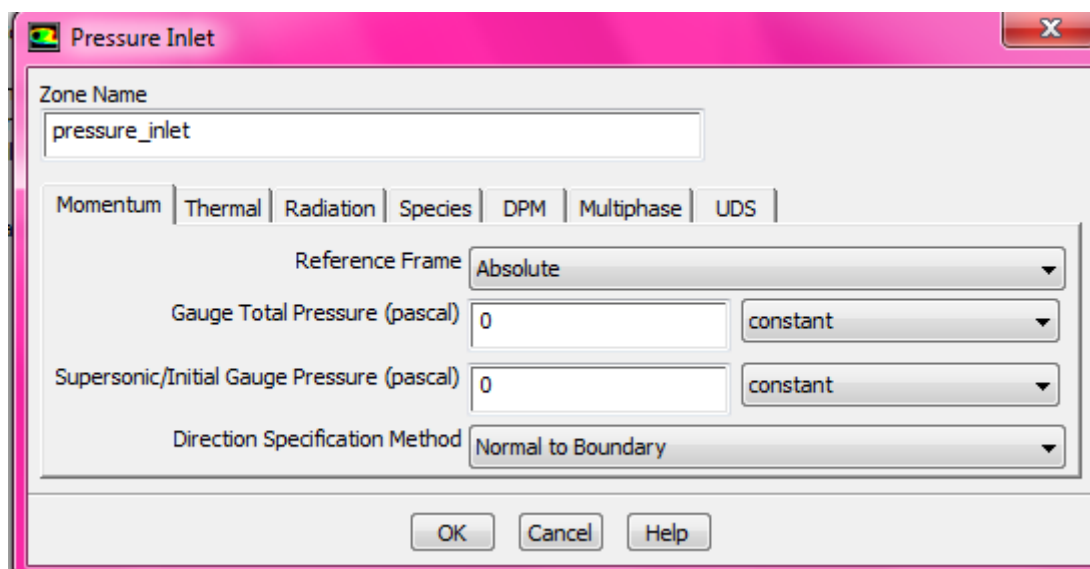 Pressure Inlet
Zone Name
pressure_inlet
Momentum Thermal Radiation Species DPM Multiphase UDS
Reference Frame Absolute
Gauge Total Pressure (pascal) 0 constant
Supersonic/Initial Gauge Pressure (pascal) 0 constant
Direction Specification Method Normal to Boundary
OK Cancel Help